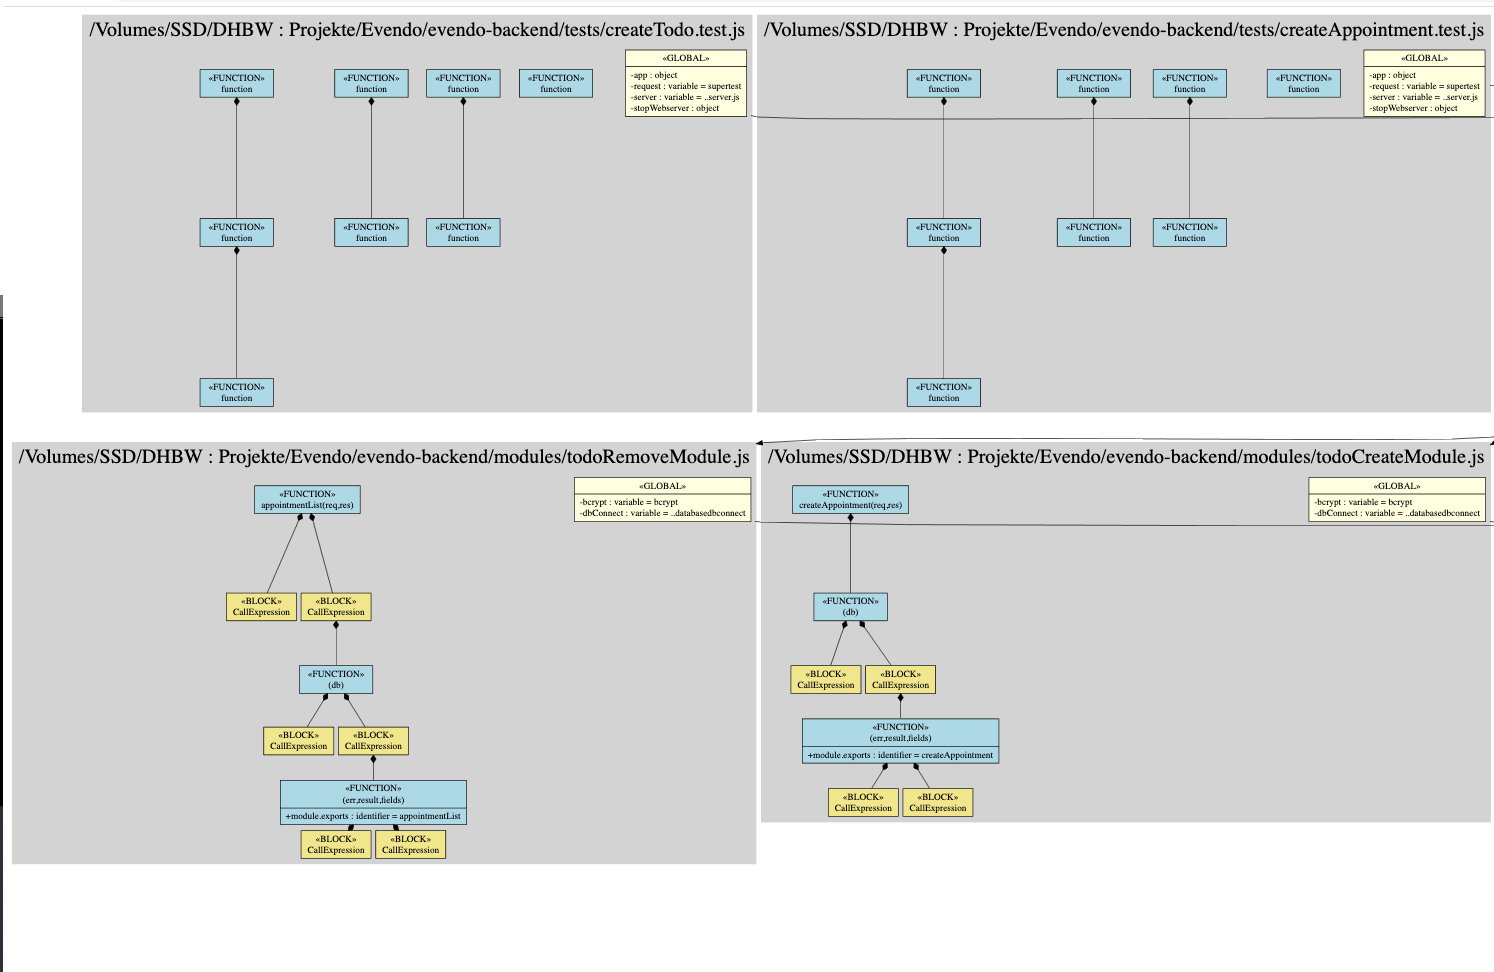 /Volumes/SSD/DHBW : Projekte/Evendo/evendo-backend/tests/createTodo.test.js
«GLOBAL»
-app : object
-request : variable = supertest
-server : variable = ..server.js
-stopWebserver : object
«FUNCTION»
function
«FUNCTION»
function
«FUNCTION»
function
«FUNCTION»
function
«FUNCTION»
function
«FUNCTION»
function
«FUNCTION»
function
«FUNCTION»
function
/Volumes/SSD/DHBW : Projekte/Evendo/evendo-backend/tests/createAppointment.test.js
«GLOBAL»
-app : object
-request : variable = supertest
-server : variable = ..server.js
-stopWebserver : object
«FUNCTION»
function
«FUNCTION»
function
«FUNCTION»
function
«FUNCTION»
function
«FUNCTION»
function
«FUNCTION»
function
«FUNCTION»
function
«FUNCTION»
function
/Volumes/SSD/DHBW : Projekte/Evendo/evendo-backend/modules/todoRemoveModule.js
«GLOBAL»
-bcrypt : variable = bcrypt
-dbConnect : variable = ..databasedbconnect
«FUNCTION»
appointmentList(req,res)
«BLOCK»
CallExpression
«BLOCK»
CallExpression
«FUNCTION»
(db)
«BLOCK»
CallExpression
«BLOCK»
CallExpression
«FUNCTION»
(err,result,fields)
+module.exports : identifier = appointmentList
«BLOCK»
CallExpression
«BLOCK»
CallExpression
/Volumes/SSD/DHBW : Projekte/Evendo/evendo-backend/modules/todoCreateModule.js
«GLOBAL»
-bcrypt : variable = bcrypt
-dbConnect : variable = ..databasedbconnect
«FUNCTION»
createAppointment(req,res)
«FUNCTION»
(db)
«BLOCK»
CallExpression
«BLOCK»
CallExpression
«FUNCTION»
(err,result,fields)
+module.exports : identifier = createAppointment
«BLOCK»
CallExpression
«BLOCK»
CallExpression